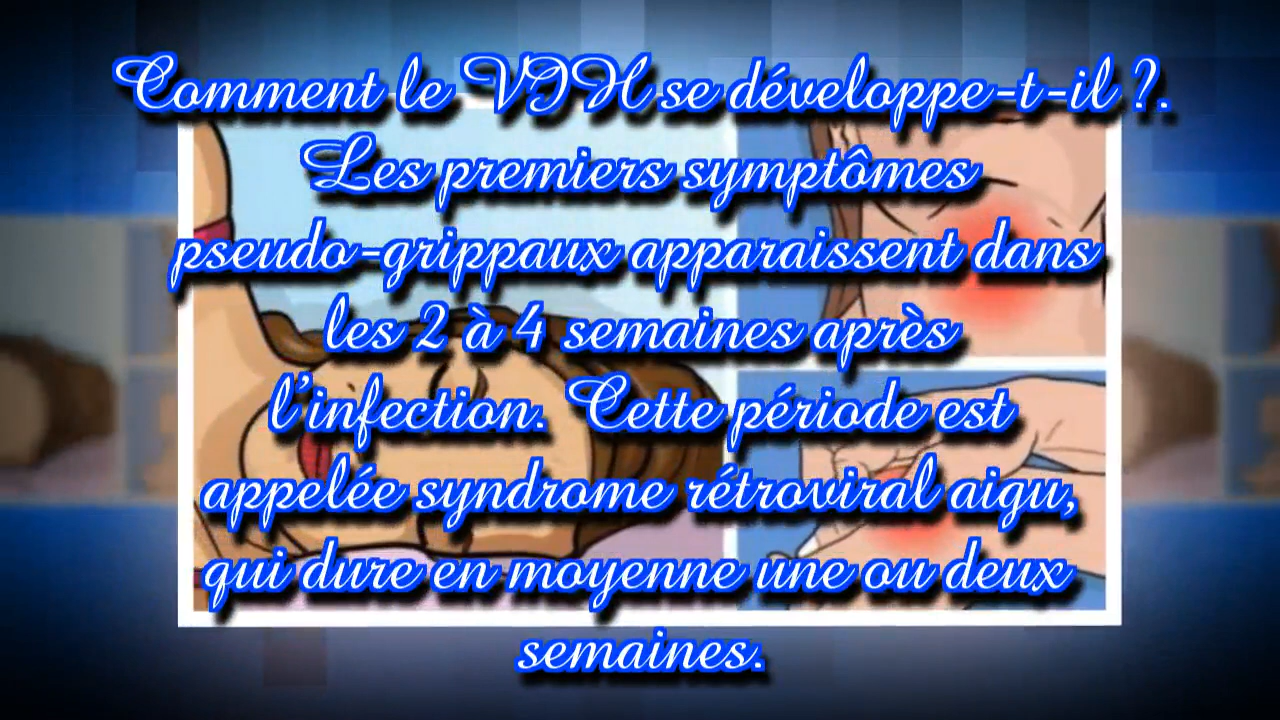 Comment le VIH se développe-t-il ?.
Les premiers symptômes
pseudo-grippaux apparaissent dans
les 2 à 4 semaines après
l'infection. Cette période est
appelée syndrome rétroviral aigu,
qui dure en moyenne une ou deux
semaines.